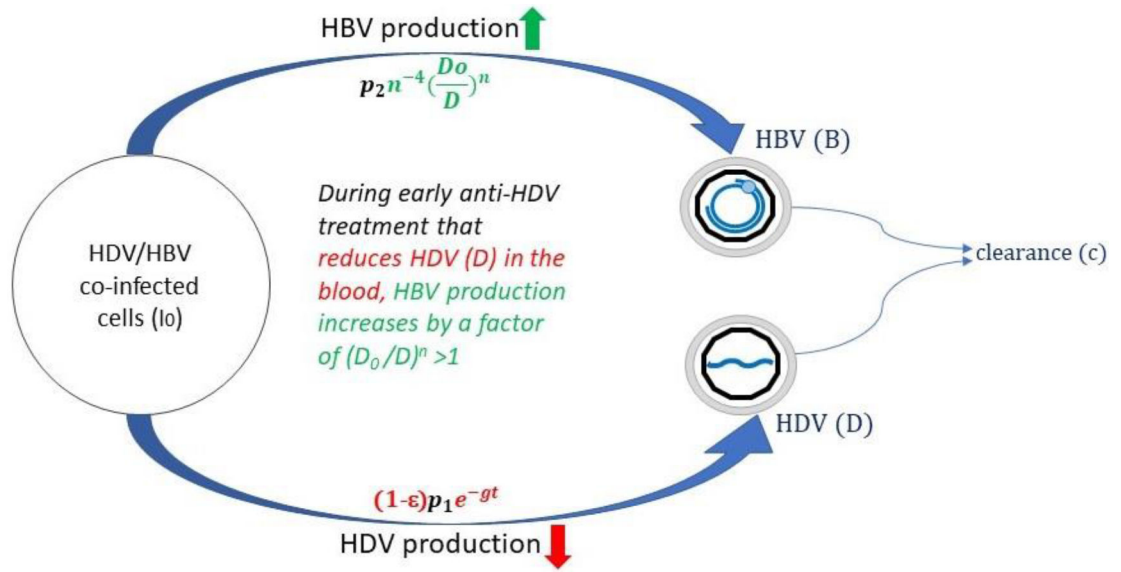 HBV production
p₂n⁻⁴(Do/D)ⁿ
HBV (B)
During early anti-HDV
treatment that
reduces HDV (D) in the
blood, HBV production
increases by a factor
of (D₀/D)ⁿ >1
HDV/HBV
co-infected
cells (I₀)
clearance (c)
HDV (D)
(1-ε)p₁e⁻ᵍᵗ
HDV production